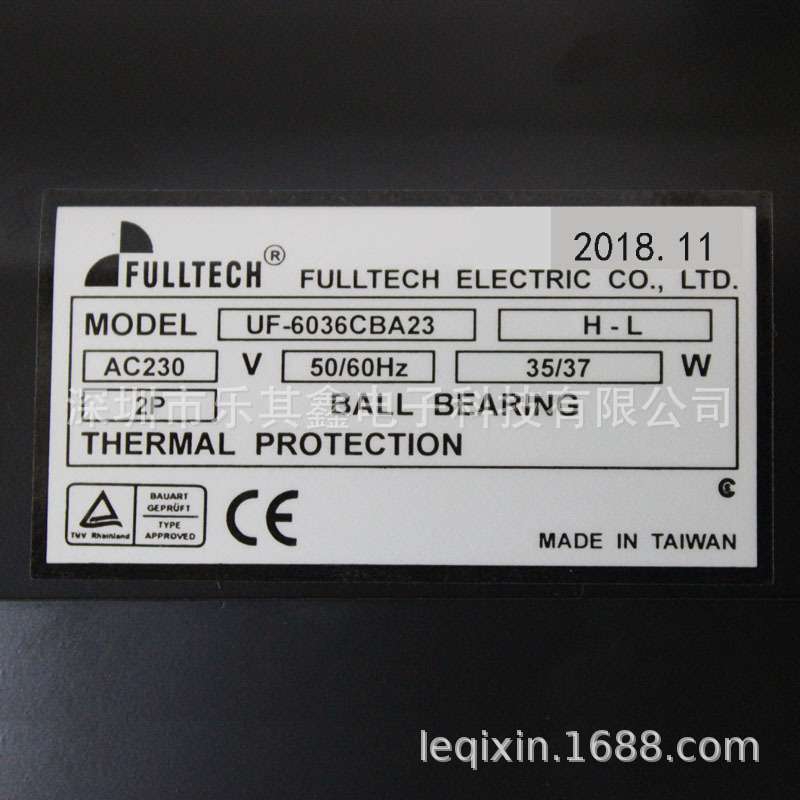 2018.11
FULLTECH® FULLTECH ELECTRIC CO., LTD.
MODEL UF-6036CBA23 H-L
AC230 V 50/60Hz 35/37 W
2P BALL BEARING
深圳市乐其鑫电子科技有限公司
THERMAL PROTECTION
BAUART
GEPRÜFT
TYPE
APPROVED
TÜV Rheinland
CE
MADE IN TAIWAN
leqixin.1688.com